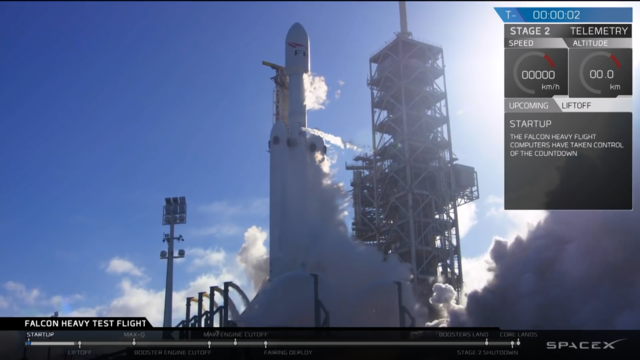 T- 00:00:02
STAGE 2 TELEMETRY
SPEED ALTITUDE
00000 00.0
km/h km
UPCOMING LIFTOFF
STARTUP
THE FALCON HEAVY FLIGHT
COMPUTERS HAVE TAKEN CONTROL
OF THE COUNTDOWN
FALCON HEAVY TEST FLIGHT
STARTUP MAX-Q MAIN ENGINE CUTOFF BOOSTERS LAND CORE LANDS
LIFTOFF BOOSTER ENGINE CUTOFF FAIRING DEPLOY STAGE 2 SHUTDOWN
SPACEX